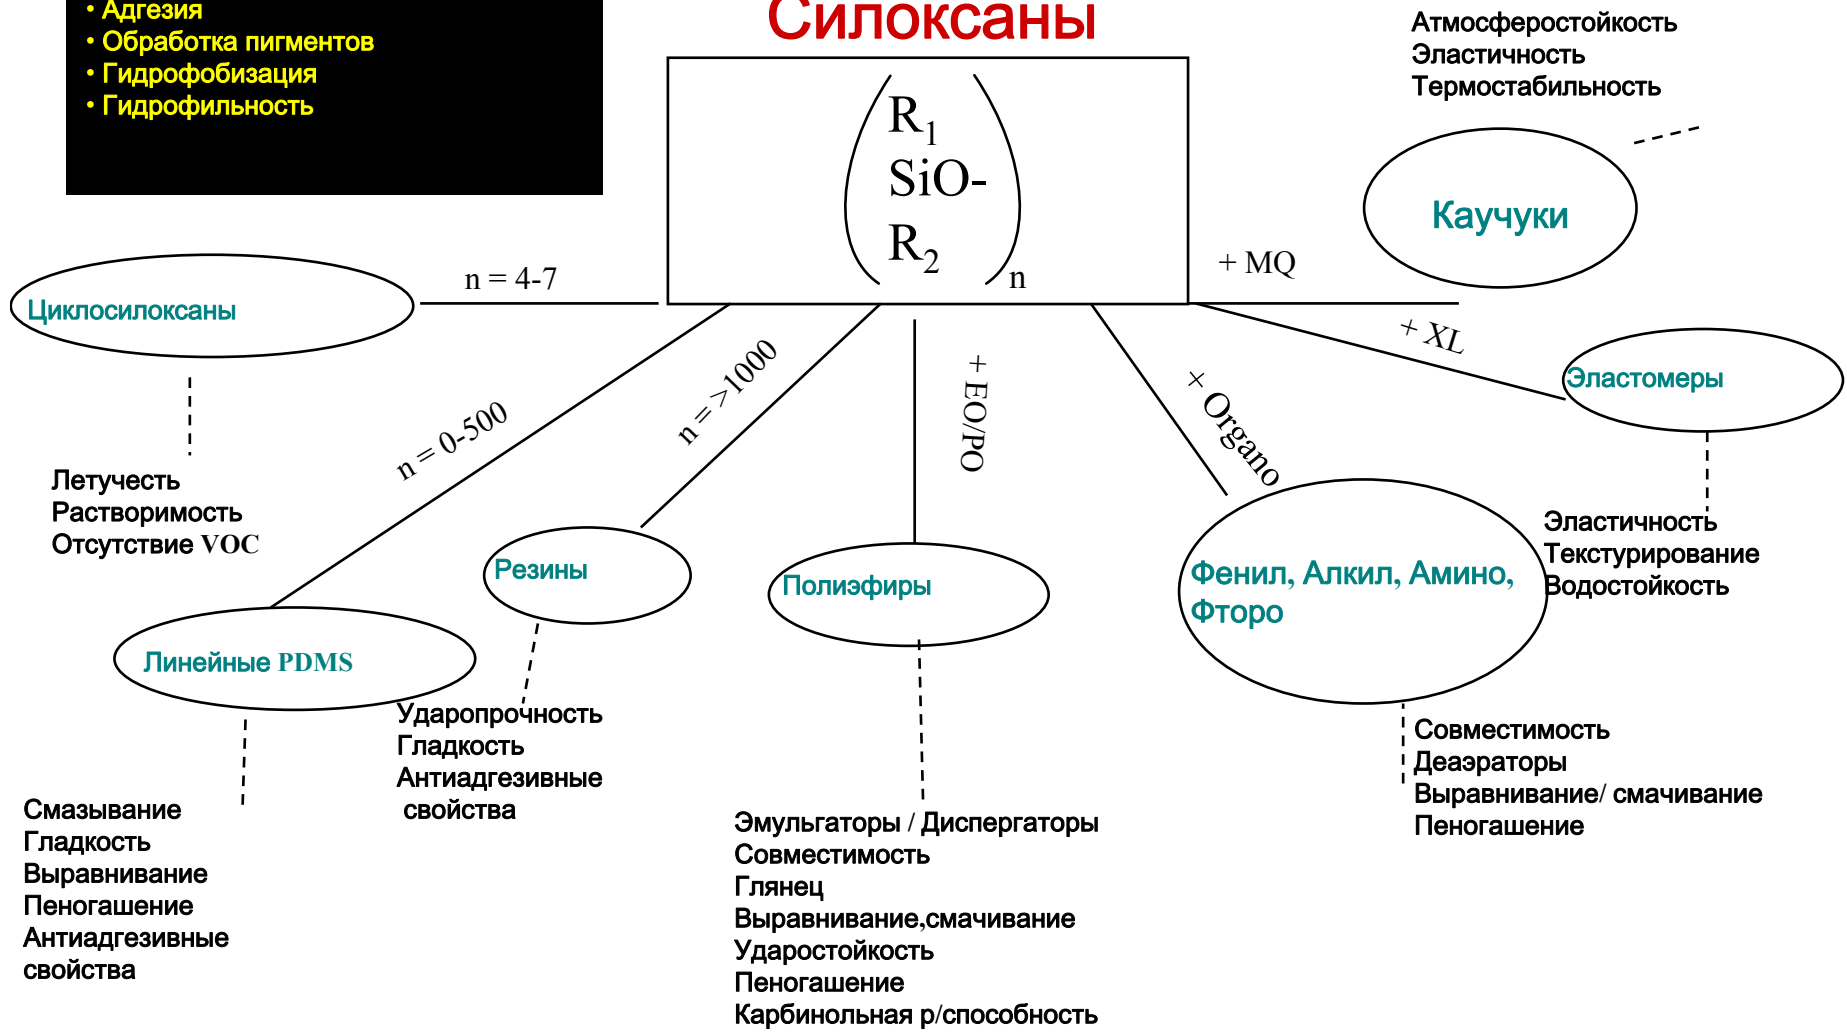 • Адгезия
• Обработка пигментов
• Гидрофобизация
• Гидрофильность
Силоксаны
R1
SiO-
R2
n
Атмосферостойкость
Эластичность
Термостабильность
Каучуки
+ MQ
n = 4-7
Циклосилоксаны
Летучесть
Растворимость
Отсутствие VOC
n = 0-500
Линейные PDMS
Смазывание
Гладкость
Выравнивание
Пеногашение
Антиадгезивные
свойства
n = >1000
Резины
Ударопрочность
Гладкость
Антиадгезивные
свойства
+ EO/PO
Полиэфиры
Эмульгаторы / Диспергаторы
Совместимость
Глянец
Выравнивание,смачивание
Ударостойкость
Пеногашение
Карбинольная р/способность
+ Organo
Фенил, Алкил, Амино,
Фторо
Совместимость
Деаэраторы
Выравнивание/ смачивание
Пеногашение
+ XL
Эластомеры
Эластичность
Текстурирование
Водостойкость